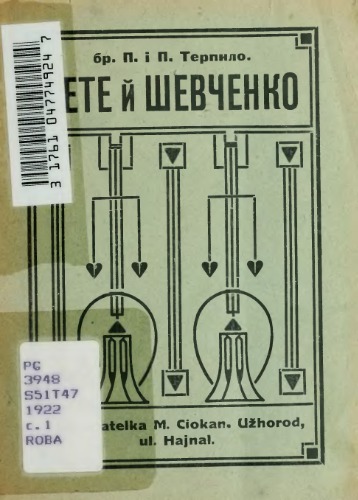 бр. П. і П. Терпило.
ЕТЕ й ШЕВЧЕНКО
3 1761 04774924 7
PG
3948
S51T47
1922
c. 1
ROBA
atelka M. Ciokan. Užhorod,
ul. Hajnal.